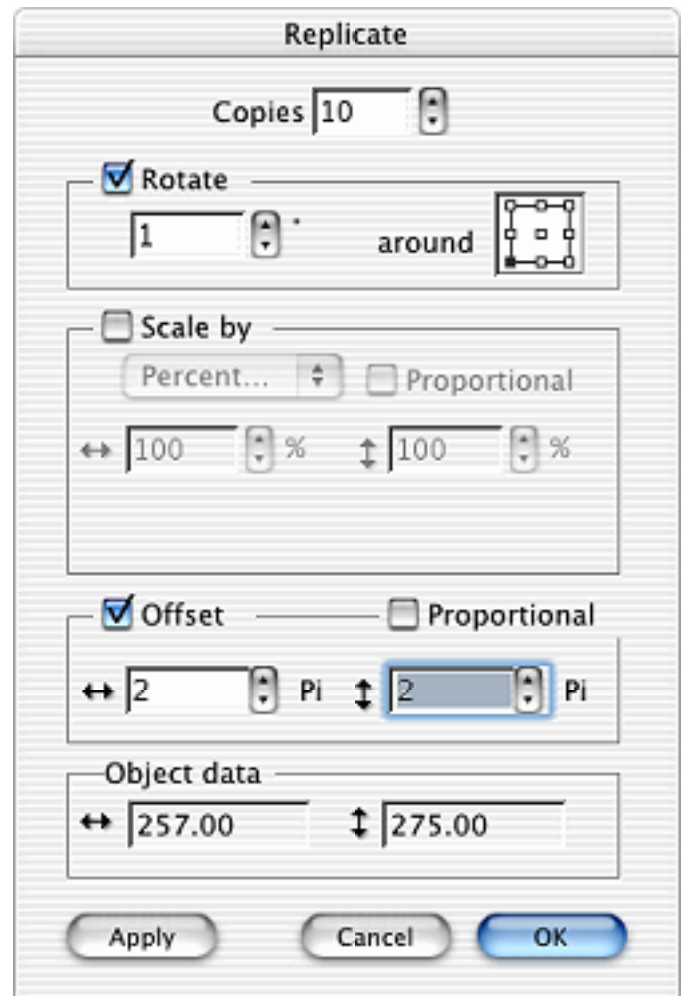 Replicate
Copies 10
Rotate
1 ° around
Scale by
Percent... Proportional
100 % 100 %
Offset Proportional
2 Pi 2 Pi
Object data
257.00 275.00
Apply Cancel OK